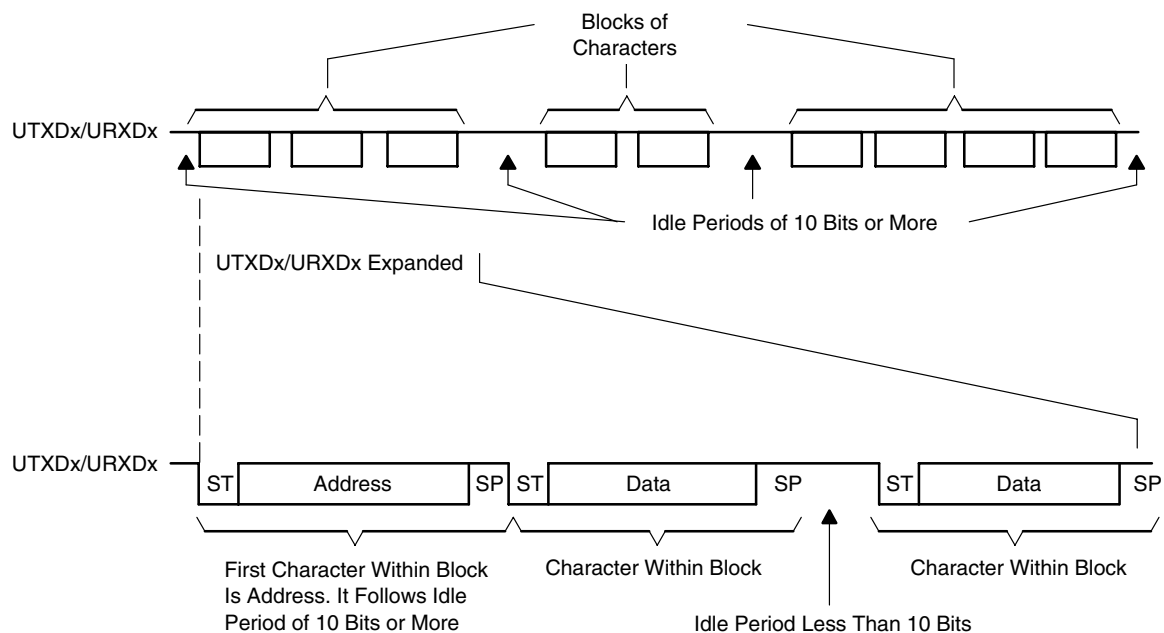 Blocks of
Characters
UTXDx/URXDx
Idle Periods of 10 Bits or More
UTXDx/URXDx Expanded
UTXDx/URXDx
ST
Address
SP
ST
Data
SP
ST
Data
SP
First Character Within Block
Is Address. It Follows Idle
Period of 10 Bits or More
Character Within Block
Character Within Block
Idle Period Less Than 10 Bits